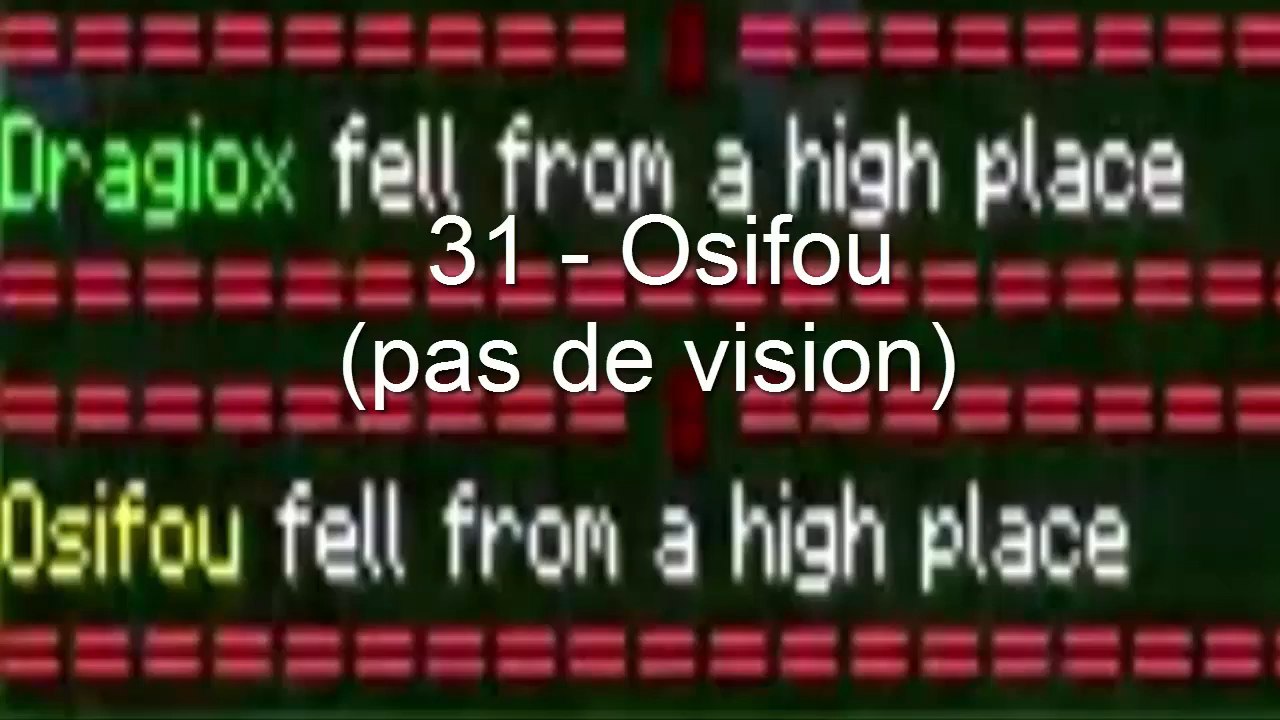 ================== ! ==================
Dragiox fell from a high place
31 - Osifou
==================
(pas de vision)
================== ! ==================
Osifou fell from a high place
==================